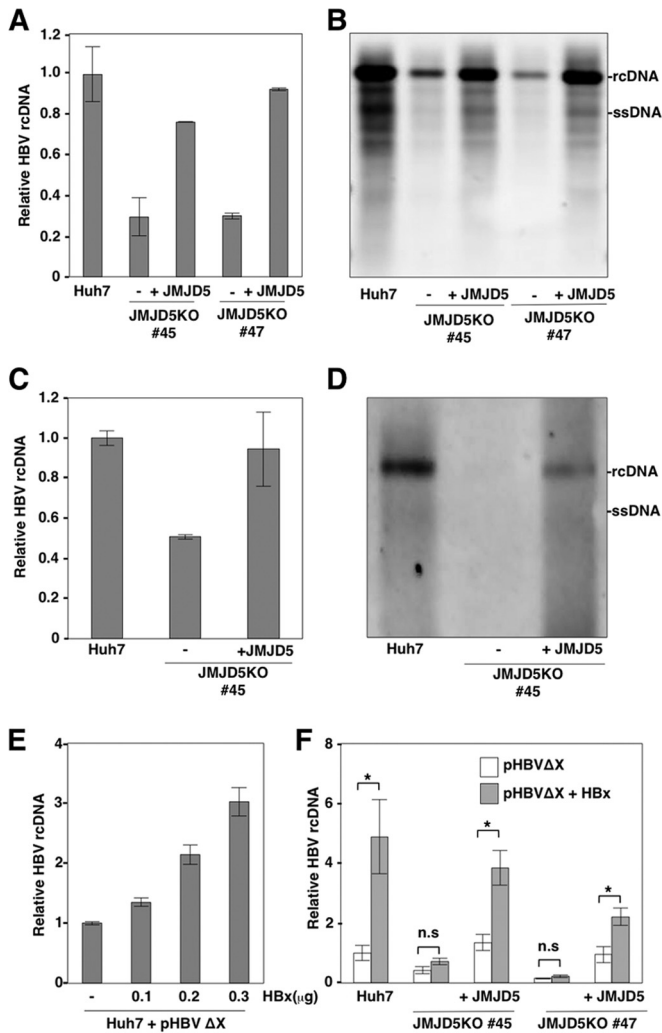 A
Relative HBV rcDNA
1.2
1.0
0.8
0.6
0.4
0.2
0
Huh7
- + JMJD5
- + JMJD5
JMJD5KO
#45
JMJD5KO
#47
B
-rcDNA
-ssDNA
Huh7
- + JMJD5
- + JMJD5
JMJD5KO
#45
JMJD5KO
#47
C
Relative HBV rcDNA
1.2
1.0
0.8
0.6
0.4
0.2
0
Huh7
- +JMJD5
JMJD5KO
#45
D
-rcDNA
-ssDNA
Huh7
- + JMJD5
JMJD5KO
#45
E
Relative HBV rcDNA
4
3
2
1
0
- 0.1 0.2 0.3 HBx(µg)
Huh7 + pHBV ΔX
F
Relative HBV rcDNA
8
6
4
2
0
pHBVΔX
pHBVΔX + HBx
*
n.s
*
n.s
*
Huh7
+ JMJD5
+ JMJD5
JMJD5KO #45
JMJD5KO #47